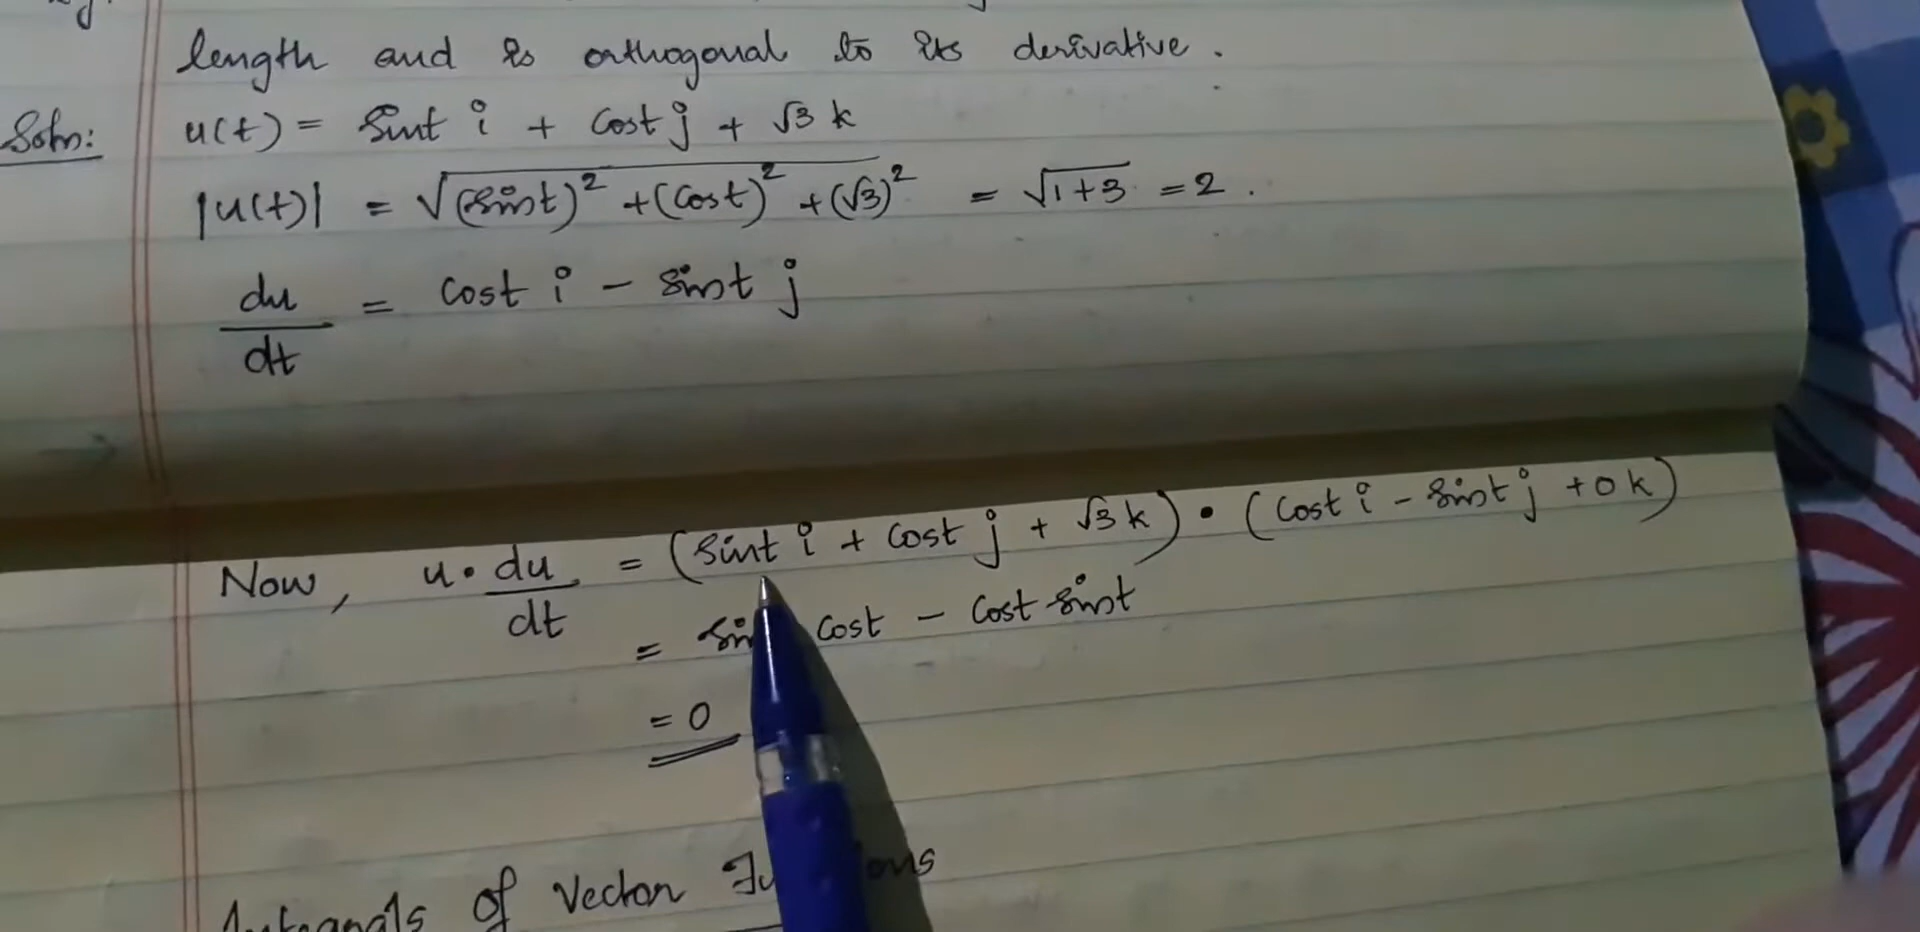 length and is orthogonal to its derivative.
Soln: u(t) = Sint i + Cost j + √3 k
|u(t)| = √(Sint)² + (Cost)² + (√3)² = √1+3 = 2.
du/dt = Cost i - Sint j
Now, u • du/dt = (Sint i + Cost j + √3 k) • (Cost i - Sint j + 0 k)
= Cost - Cost Sint
= 0
Integrals of Vector